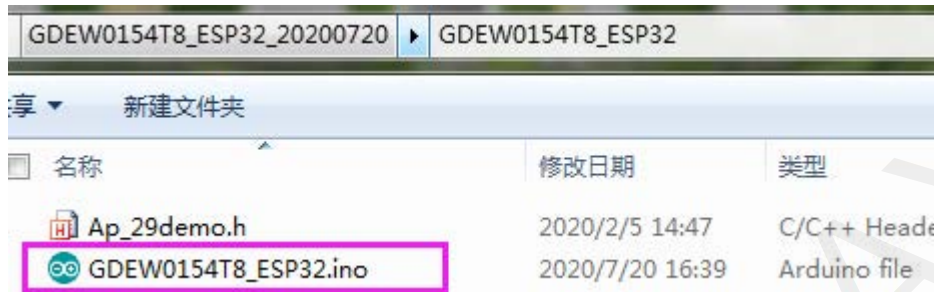 GDEW0154T8_ESP32_20200720 ▸ GDEW0154T8_ESP32
享 ▼ 新建文件夹
名称 修改日期 类型
Ap_29demo.h 2020/2/5 14:47 C/C++ Heade
GDEW0154T8_ESP32.ino 2020/7/20 16:39 Arduino file